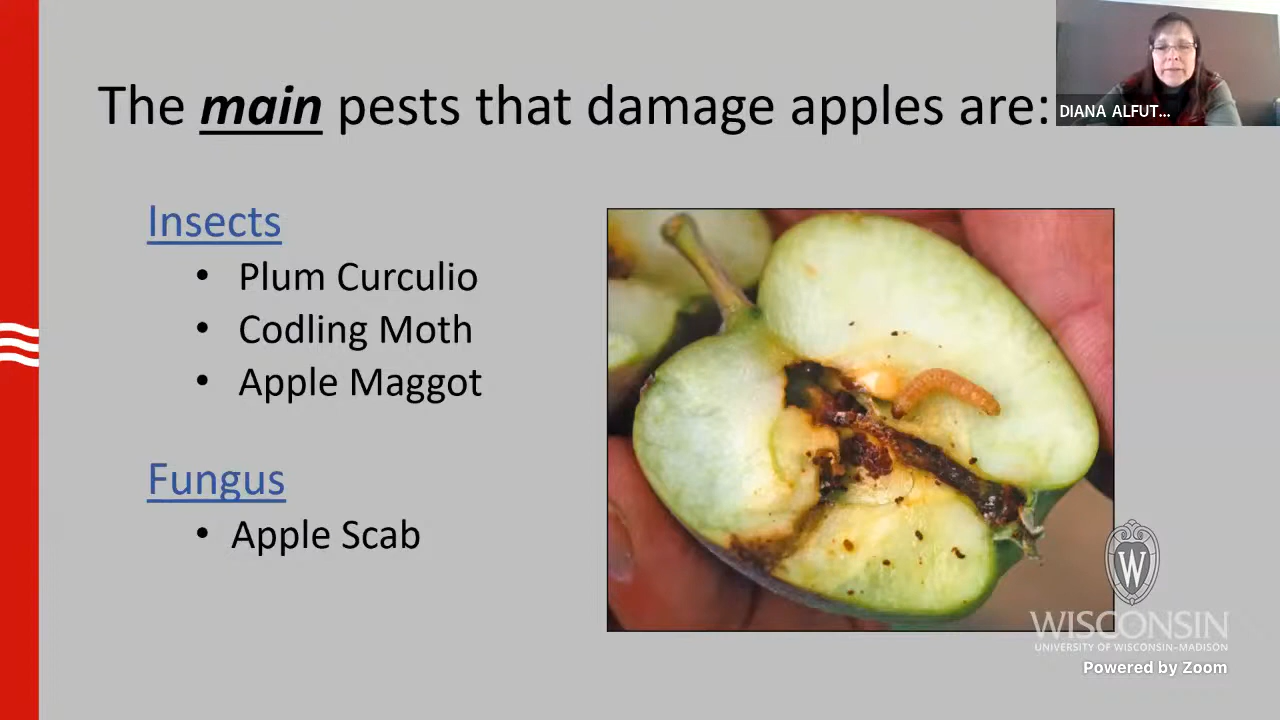 The main pests that damage apples are:
DIANA ALFUT...
Insects
• Plum Curculio
• Codling Moth
• Apple Maggot
Fungus
• Apple Scab
W
WISCONSIN
UNIVERSITY OF WISCONSIN–MADISON
Powered by Zoom